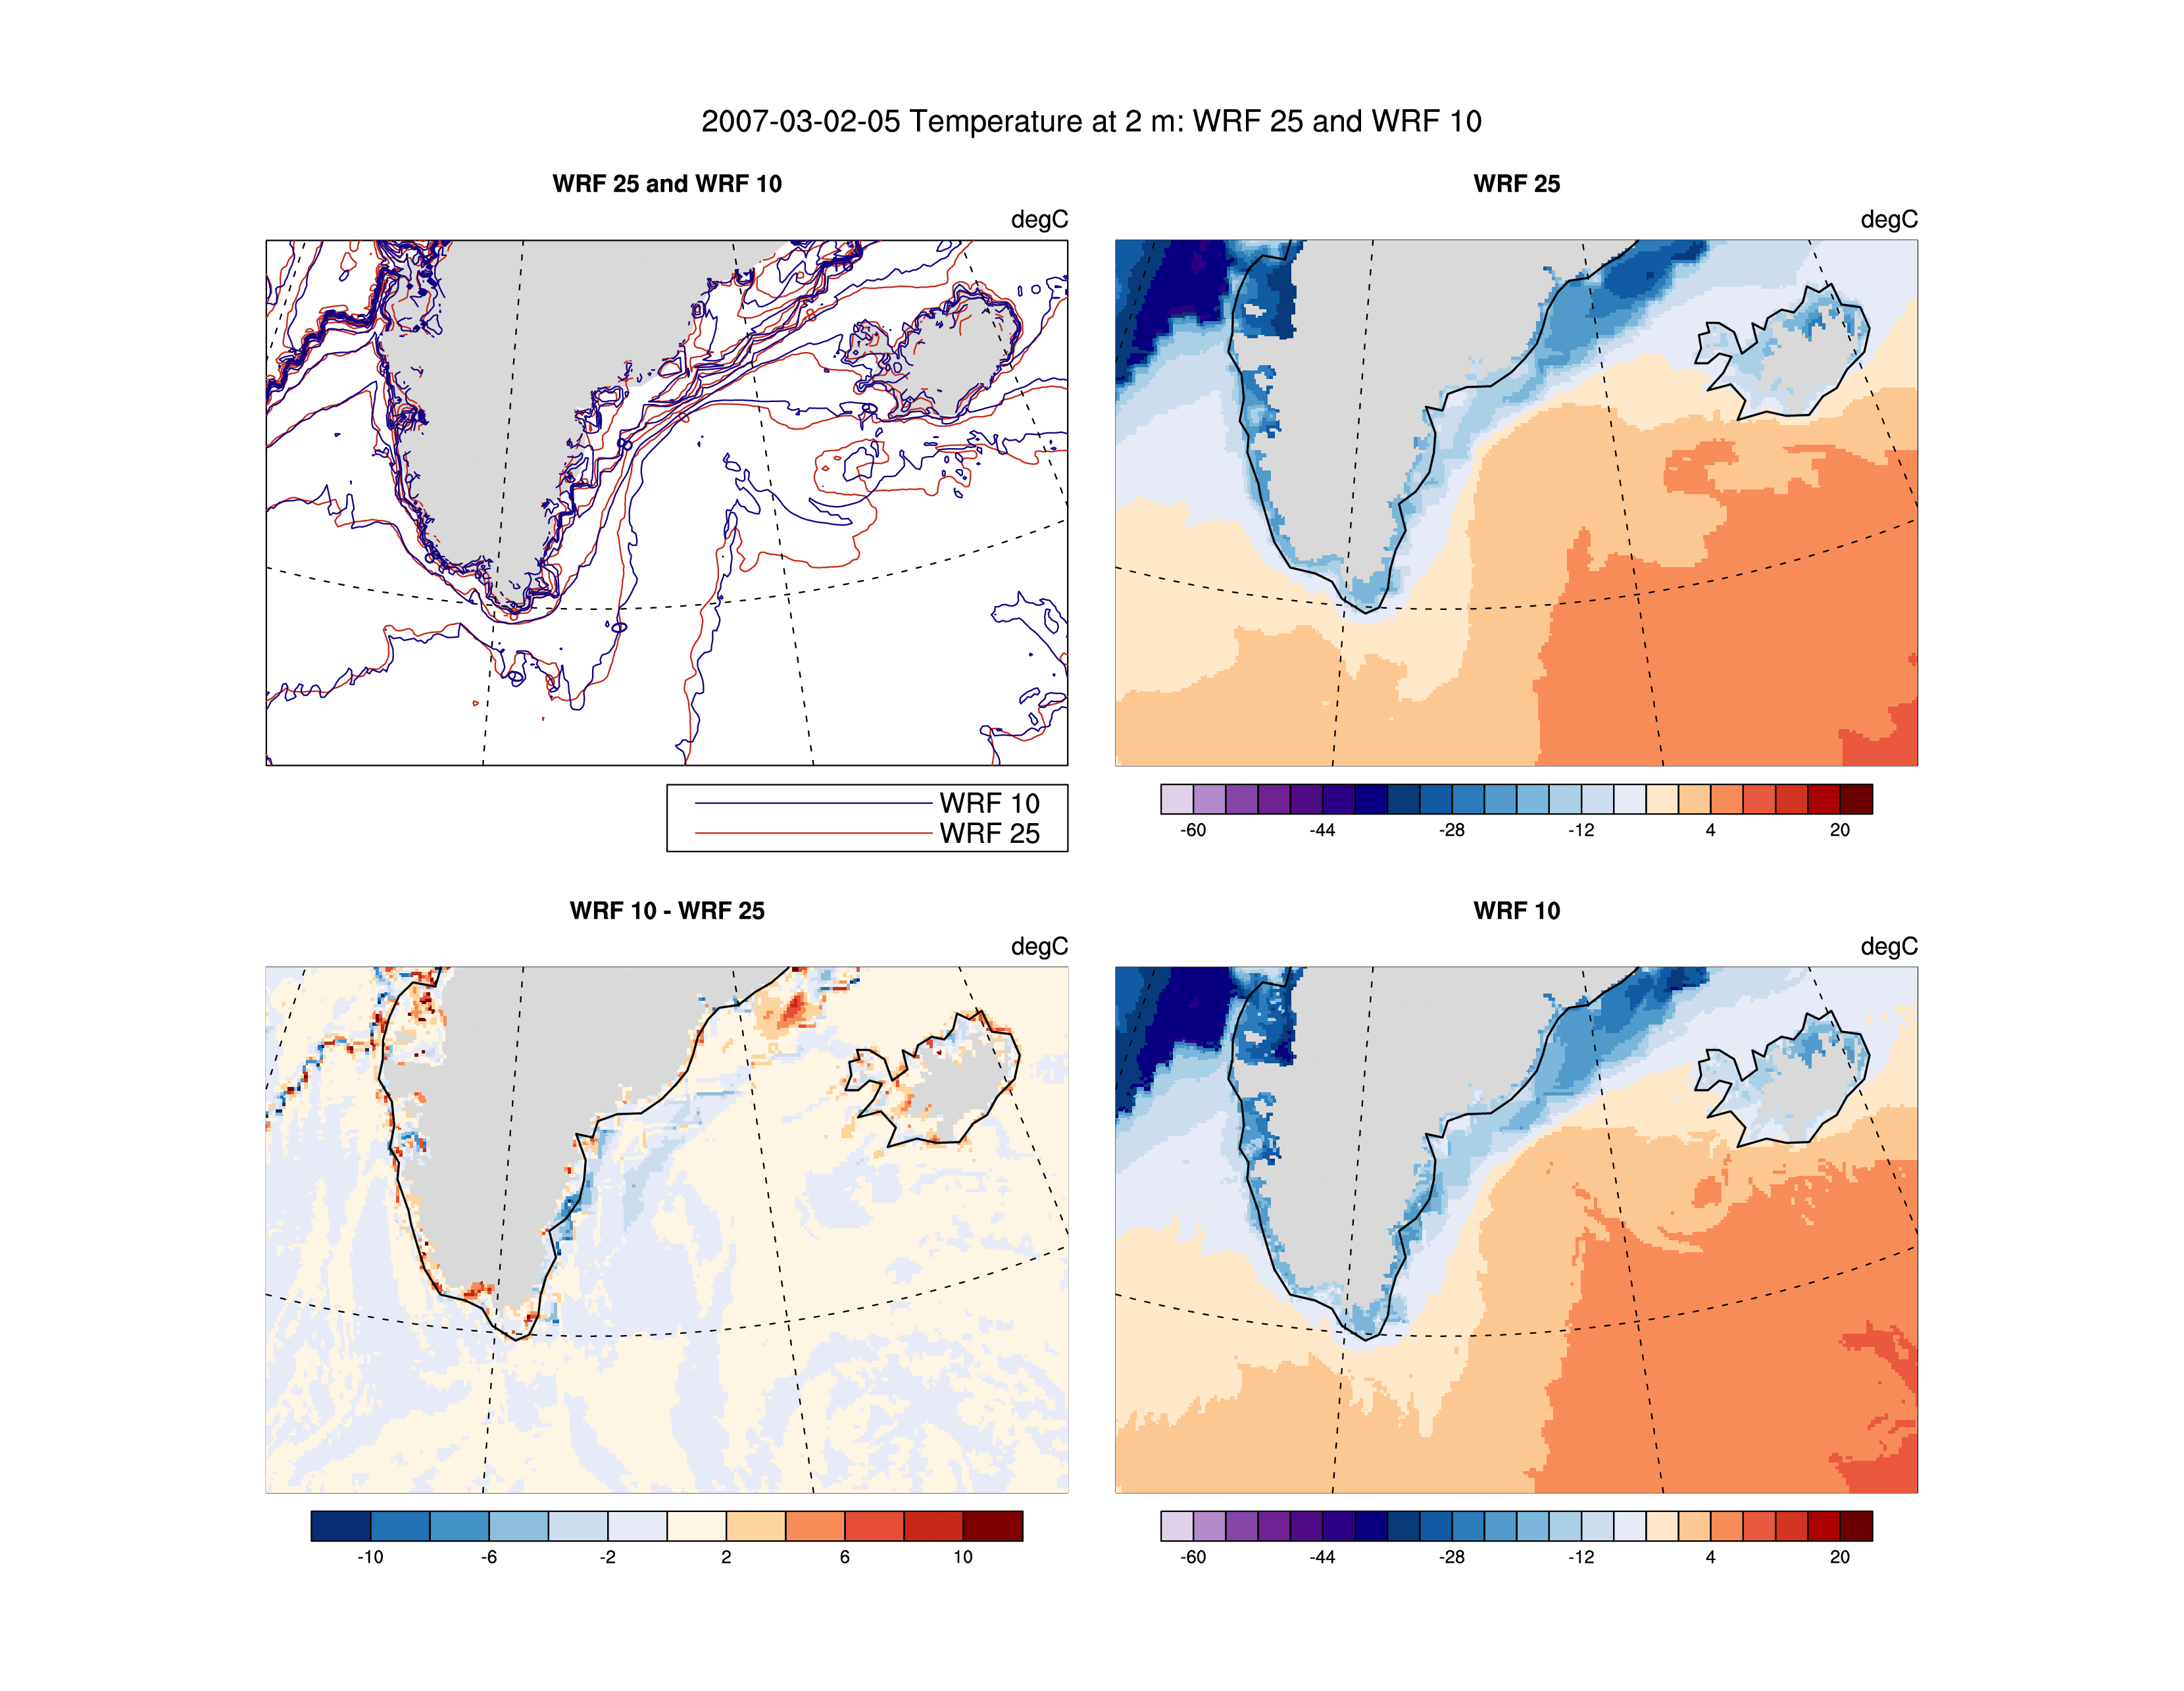 2007-03-02-05 Temperature at 2 m: WRF 25 and WRF 10
WRF 25 and WRF 10
degC
WRF 10
WRF 25
WRF 25
degC
-60 -44 -28 -12 4 20
WRF 10 - WRF 25
degC
-10 -6 -2 2 6 10
WRF 10
degC
-60 -44 -28 -12 4 20